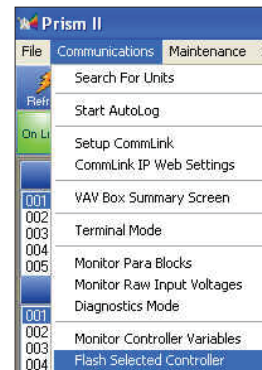 Prism II
File Communications Maintenance
Search For Units
Refr
Start AutoLog
On Li
Setup CommLink
CommLink IP Web Settings
VAV Box Summary Screen
001
002
Terminal Mode
003
004
Monitor Para Blocks
005
Monitor Raw Input Voltages
Diagnostics Mode
001
002
Monitor Controller Variables
003
Flash Selected Controller
004